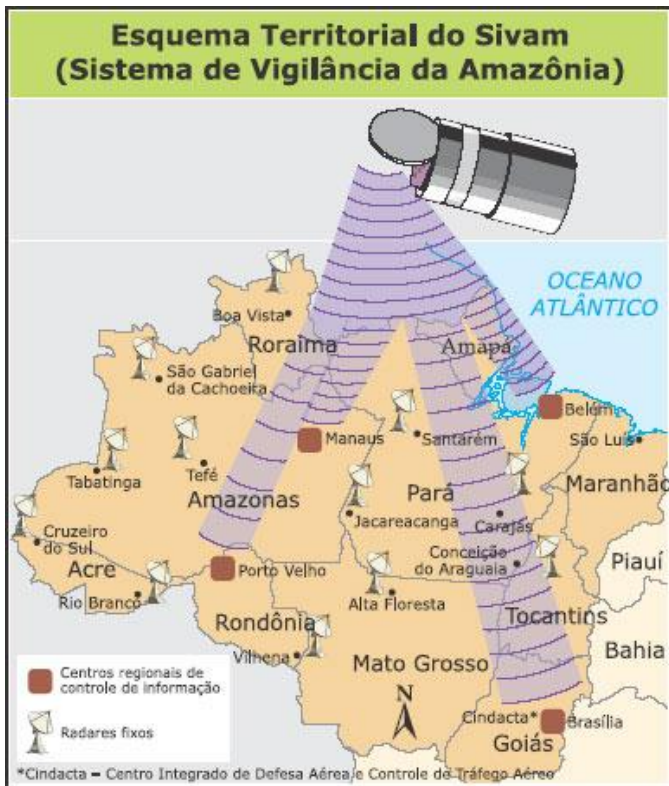 Esquema Territorial do Sivam
(Sistema de Vigilância da Amazônia)
OCEANO
ATLÂNTICO
Boa Vista
Roraima
Amapá
São Gabriel
da Cachoeira
Belém
Manaus
Santarém
São Luís
Tabatinga
Tefé
Amazonas
Pará
Maranhão
Jacareacanga
Carajás
Cruzeiro
do Sul
Conceição
do Araguaia
Piauí
Acre
Porto Velho
Rio Branco
Alta Floresta
Rondônia
Tocantins
Vilhena
Mato Grosso
Bahia
Centros regionais de
controle de informação
N
Radares fixos
Cindacta*
Brasília
Goiás
*Cindacta – Centro Integrado de Defesa Aérea e Controle de Tráfego Aéreo